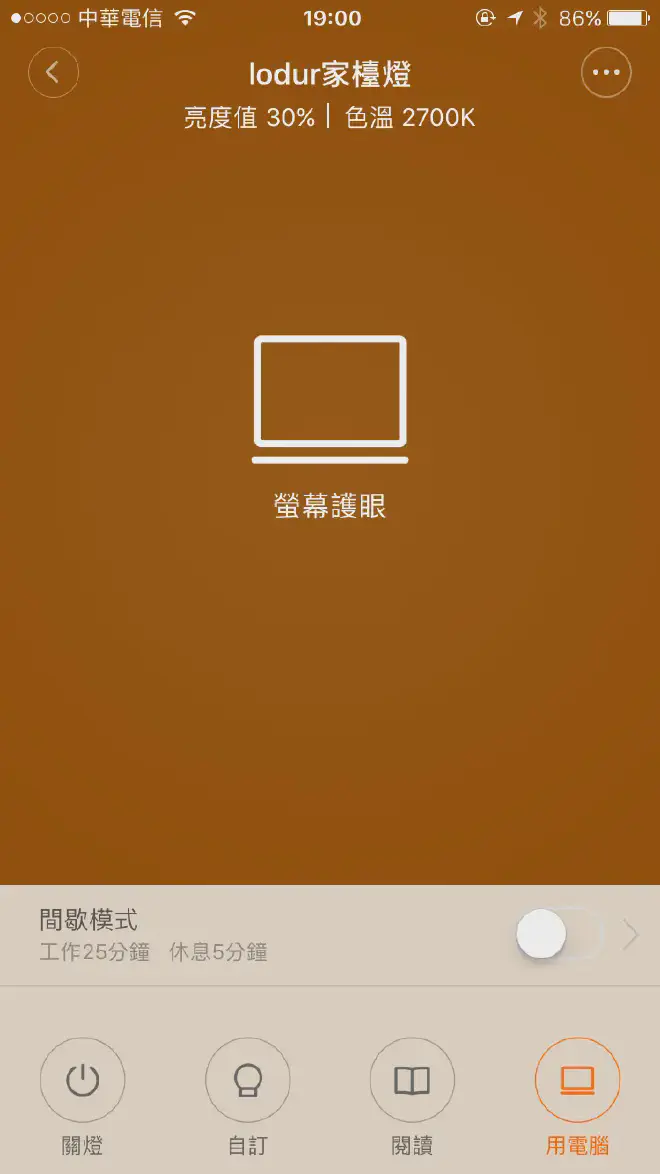 中華電信 19:00 86%
lodur家檯燈
亮度值 30% | 色溫 2700K
螢幕護眼
間歇模式
工作25分鐘 休息5分鐘
關燈 自訂 閱讀 用電腦